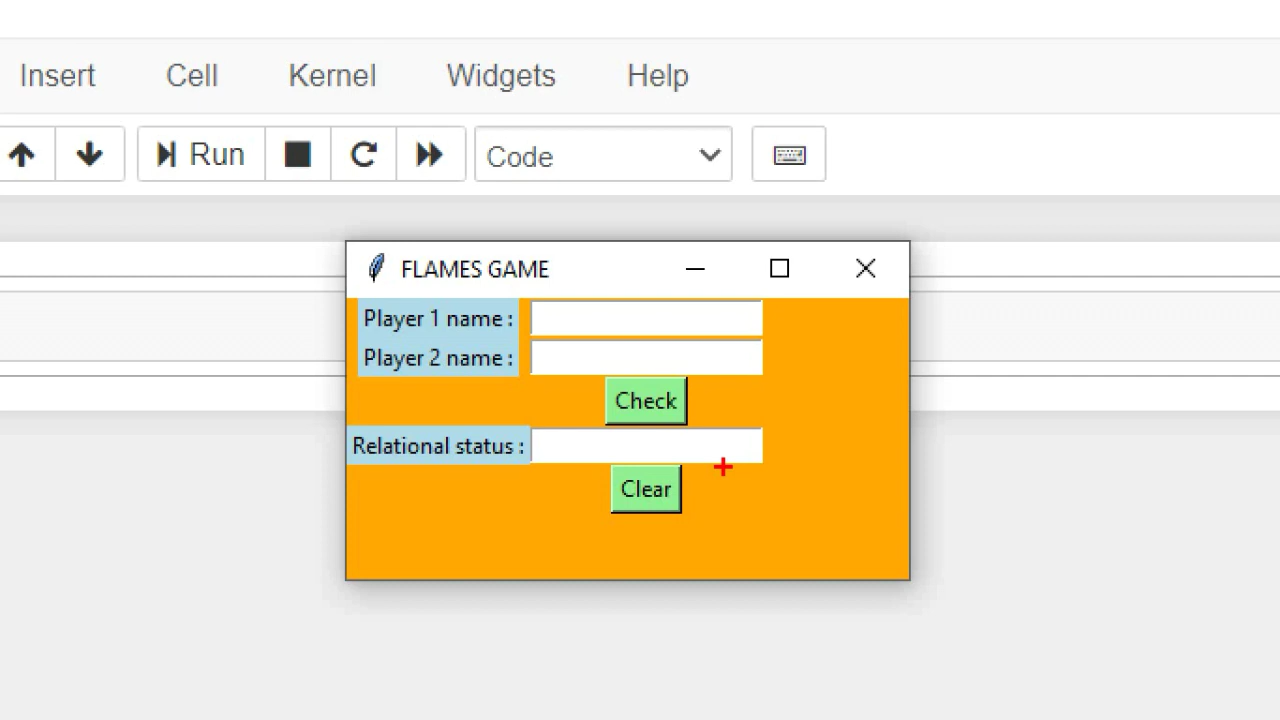 Insert Cell Kernel Widgets Help
Run Code
FLAMES GAME
Player 1 name :
Player 2 name :
Check
Relational status :
Clear